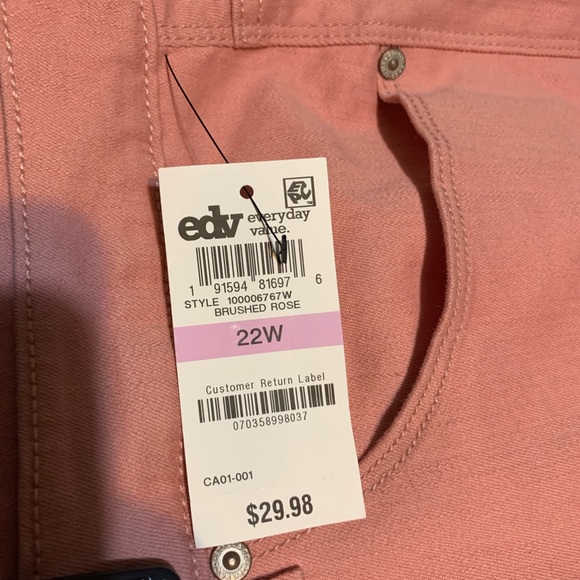 edv everyday
value.
1 91594 81697 6
STYLE 100006767W
BRUSHED ROSE
22W
Customer Return Label
070358998037
CA01-001
$29.98